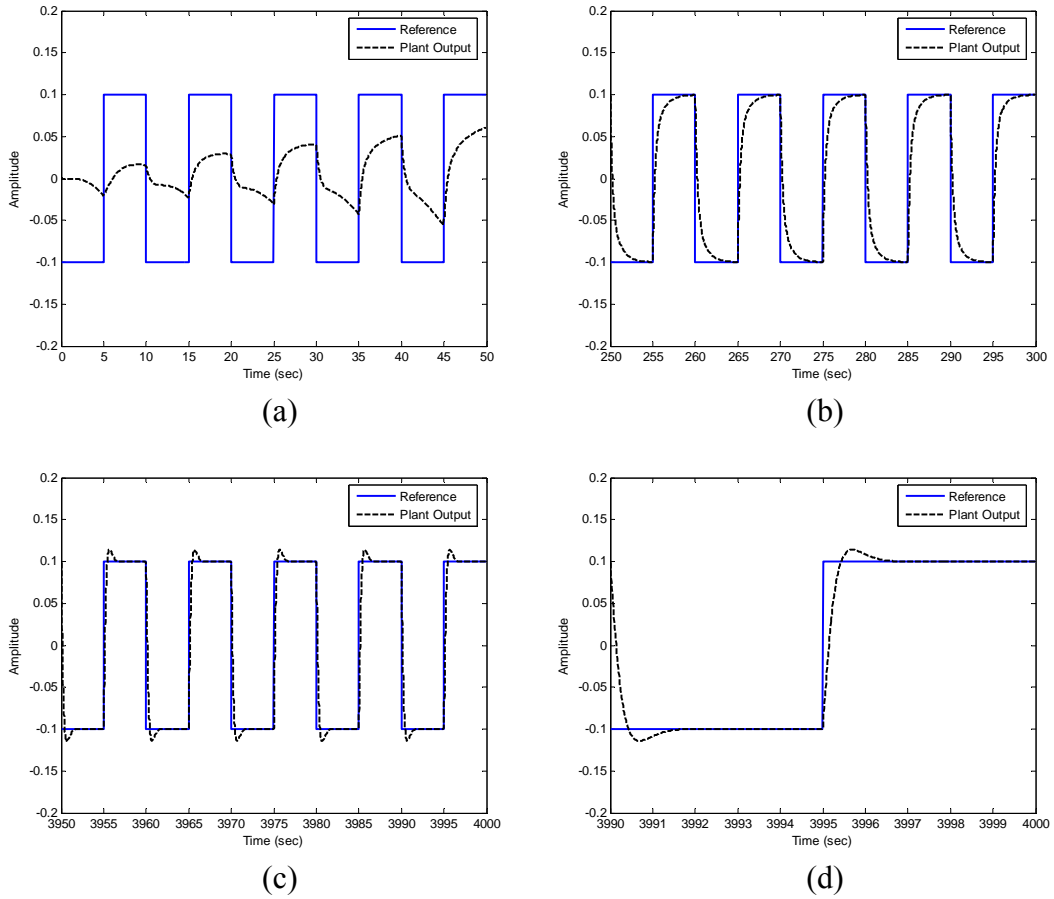 0.2
0.15
0.1
0.05
0
-0.05
-0.1
-0.15
-0.2
Amplitude
Reference
Plant Output
0 5 10 15 20 25 30 35 40 45 50
Time (sec)
(a)
0.2
0.15
0.1
0.05
0
-0.05
-0.1
-0.15
-0.2
Amplitude
Reference
Plant Output
250 255 260 265 270 275 280 285 290 295 300
Time (sec)
(b)
0.2
0.15
0.1
0.05
0
-0.05
-0.1
-0.15
-0.2
Amplitude
Reference
Plant Output
3950 3955 3960 3965 3970 3975 3980 3985 3990 3995 4000
Time (sec)
(c)
0.2
0.15
0.1
0.05
0
-0.05
-0.1
-0.15
-0.2
Amplitude
Reference
Plant Output
3990 3991 3992 3993 3994 3995 3996 3997 3998 3999 4000
Time (sec)
(d)